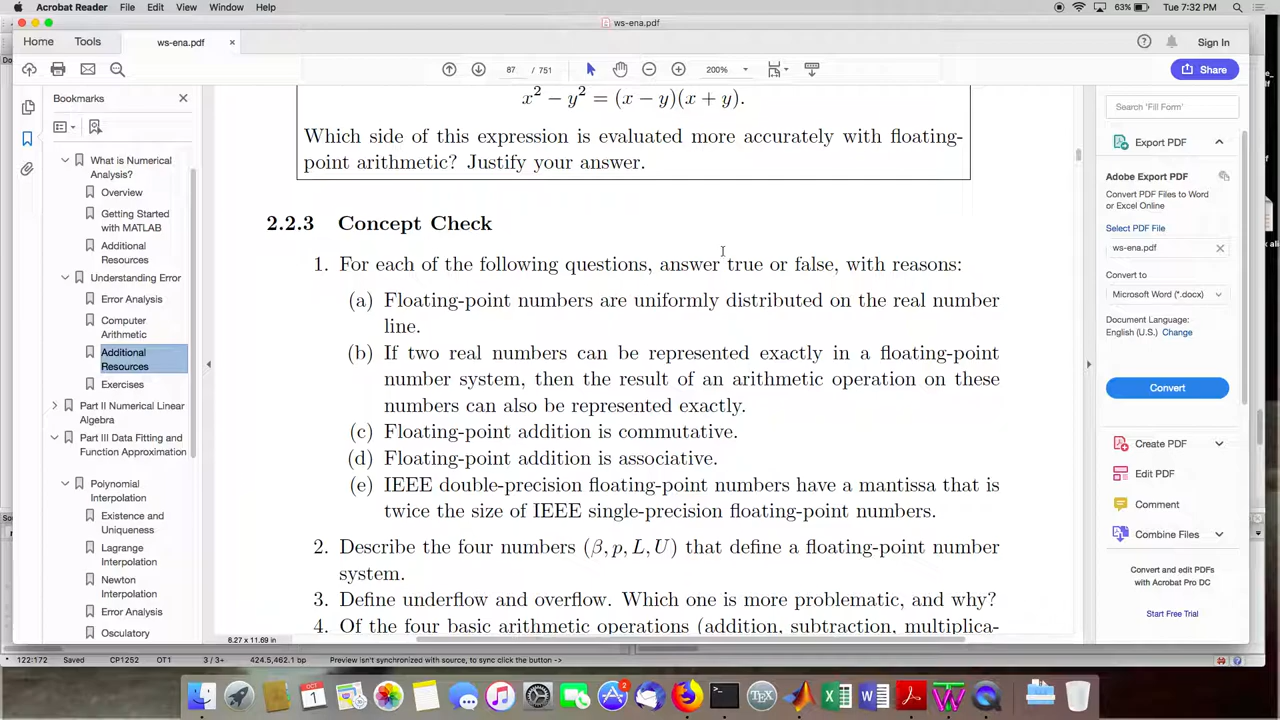 Acrobat Reader File Edit View Window Help
63% Tue 7:32 PM
ws-ena.pdf
Home Tools ws-ena.pdf × Sign In
87 / 75 200% Share
Bookmarks
What is Numerical
Analysis?
Overview
Getting Started
with MATLAB
Additional
Resources
Understanding Error
Error Analysis
Computer
Arithmetic
Additional
Resources
Exercises
Part II Numerical Linear
Algebra
Part III Data Fitting and
Function Approximation
Polynomial
Interpolation
Existence and
Uniqueness
Lagrange
Interpolation
Newton
Interpolation
Error Analysis
Osculatory
x² − y² = (x − y)(x + y).
Which side of this expression is evaluated more accurately with floating-
point arithmetic? Justify your answer.
2.2.3 Concept Check
1. For each of the following questions, answer true or false, with reasons:
(a) Floating-point numbers are uniformly distributed on the real number
line.
(b) If two real numbers can be represented exactly in a floating-point
number system, then the result of an arithmetic operation on these
numbers can also be represented exactly.
(c) Floating-point addition is commutative.
(d) Floating-point addition is associative.
(e) IEEE double-precision floating-point numbers have a mantissa that is
twice the size of IEEE single-precision floating-point numbers.
2. Describe the four numbers (β, p, L, U) that define a floating-point number
system.
3. Define underflow and overflow. Which one is more problematic, and why?
4. Of the four basic arithmetic operations (addition, subtraction, multiplica-
8.27 x 11.69 in
Search 'Fill Form'
Export PDF
Adobe Export PDF
Convert PDF Files to Word
or Excel Online
Select PDF File
ws-ena.pdf
Convert to
Microsoft Word (*.docx)
Document Language:
English (U.S.) Change
Convert
Create PDF
Edit PDF
Comment
Combine Files
Convert and edit PDFs
with Acrobat Pro DC
Start Free Trial
122:172 Saved CP1252 OT1 3 / 3+ 424.5,462.1 bp Preview isn't synchronized with source, to sync click the button ->
OCT
1
2
TEX